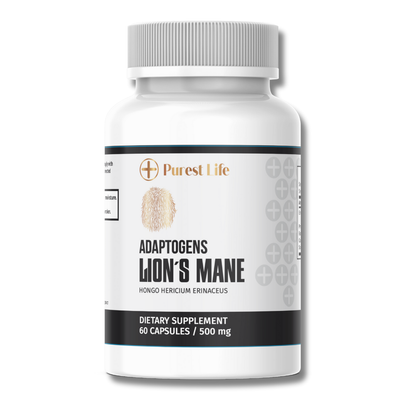 Purest Life
ADAPTOGENS
LION´S MANE
HONGO HERICIUM ERINACEUS
DIETARY SUPPLEMENT
60 CAPSULES / 500 mg